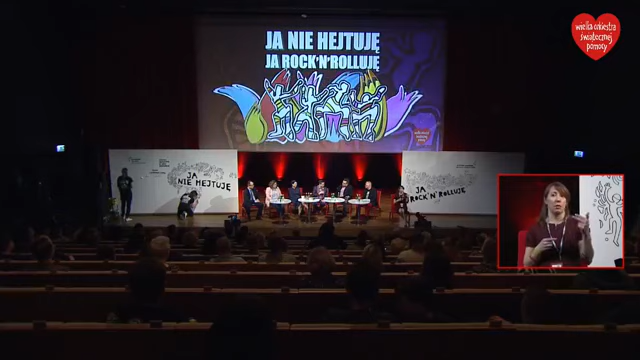 JA NIE HEJTUJĘ
JA ROCK'N'ROLLUJĘ
wielka orkiestra
świątecznej
pomocy
JA
NIE HEJTUJĘ
JA
ROCK'N'ROLLUJĘ